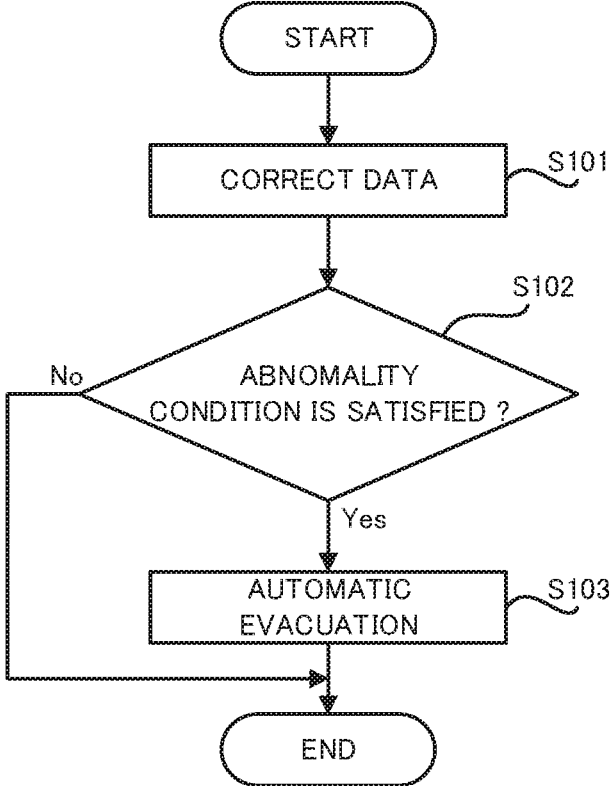 START
CORRECT DATA
S101
S102
ABNOMALITY
CONDITION IS SATISFIED ?
No
Yes
AUTOMATIC
EVACUATION
S103
END